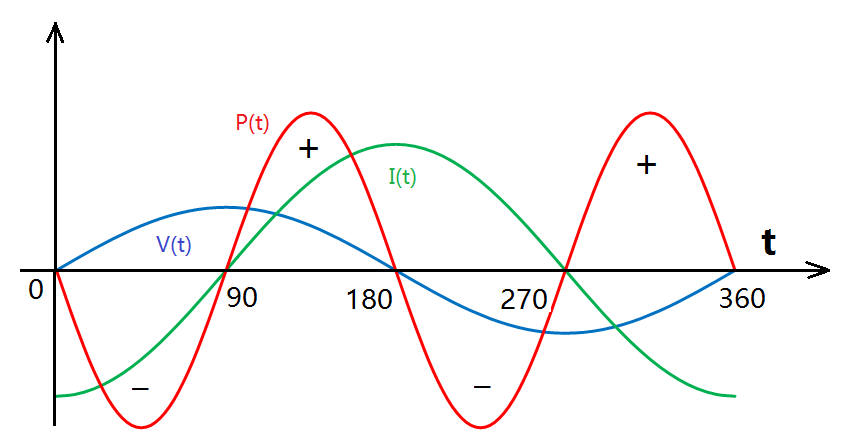 P(t)
+
+
I(t)
V(t)
t
0
90
180
270
360
–
–